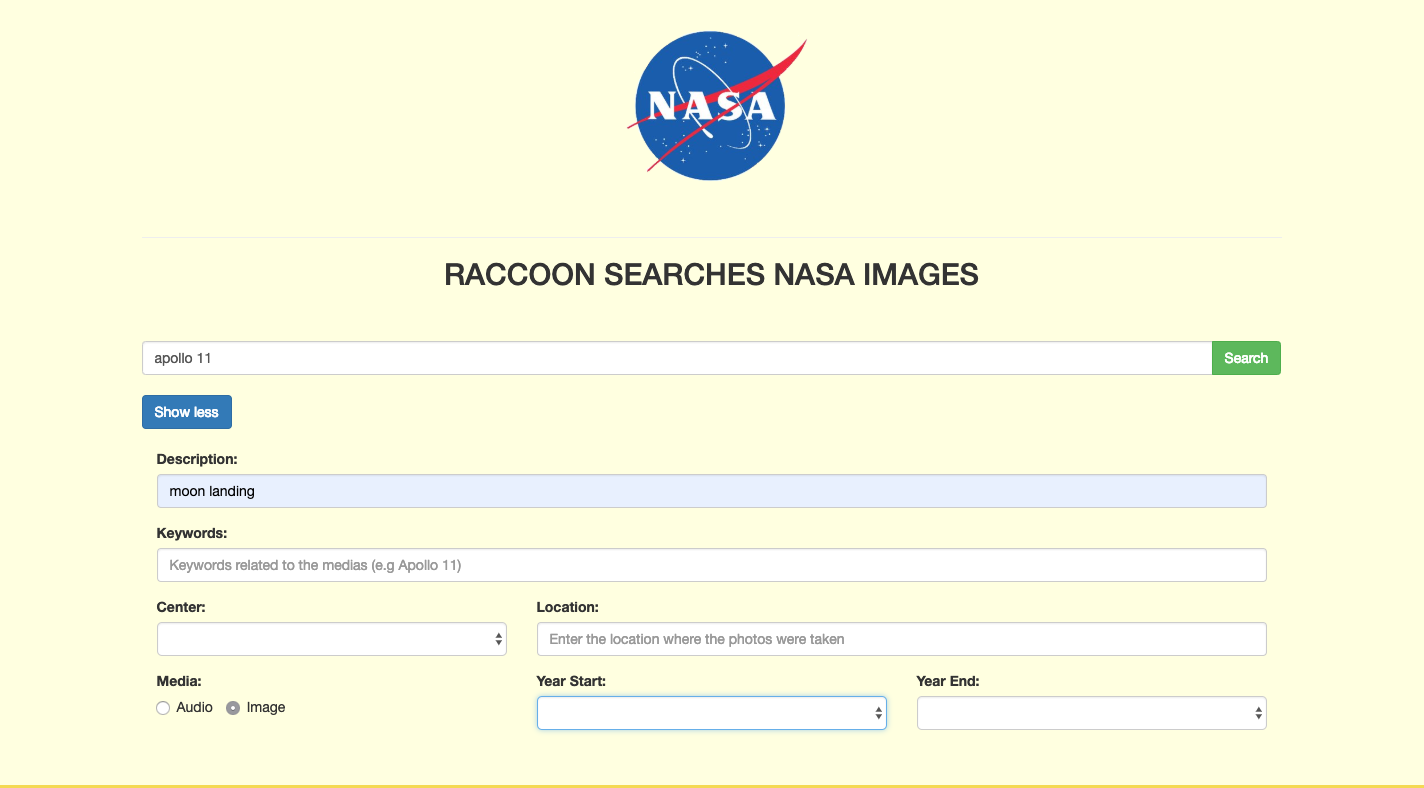 NASA
RACCOON SEARCHES NASA IMAGES
apollo 11
Search
Show less
Description:
moon landing
Keywords:
Keywords related to the medias (e.g Apollo 11)
Center:
Location:
Enter the location where the photos were taken
Media:
Audio
Image
Year Start:
Year End: